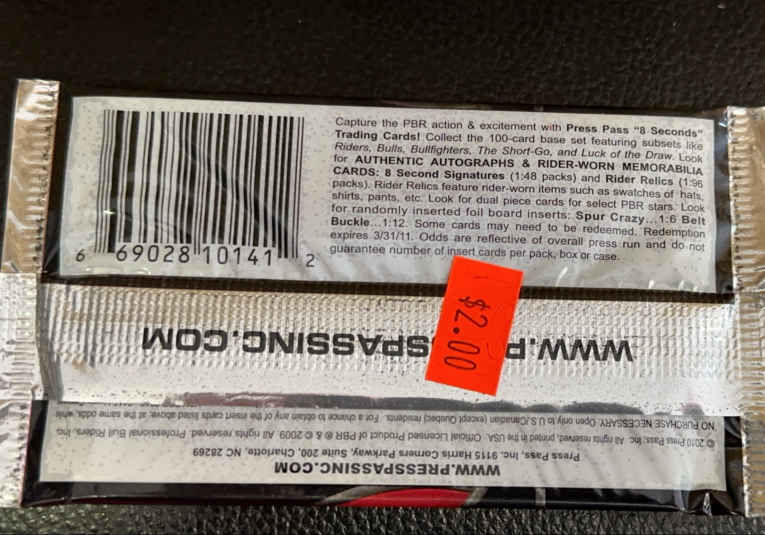 Capture the PBR action & excitement with Press Pass "8 Seconds"
Trading Cards! Collect the 100-card base set featuring subsets like
Riders, Bulls, Bullfighters, The Short-Go, and Luck of the Draw. Look
for AUTHENTIC AUTOGRAPHS & RIDER-WORN MEMORABILIA
CARDS: 8 Second Signatures (1:48 packs) and Rider Relics (1:96
packs). Rider Relics feature rider-worn items such as swatches of hats,
shirts, pants, etc. Look for dual piece cards for select PBR stars. Look
for randomly inserted foil board inserts: Spur Crazy...1:6 Belt
Buckle...1:12. Some cards may need to be redeemed. Redemption
expires 3/31/11. Odds are reflective of overall press run and do not
guarantee number of insert cards per pack, box or case.
6 69028 10141 2
$2.00
WWW.P SPASSINC.COM
WWW.PRESSPASSINC.COM
Press Pass, Inc. 9115 Harris Corners Parkway, Suite 200, Charlotte, NC 28269
© 2010 Press Pass, Inc. All rights reserved, printed in the USA. Official Licensed Product of PBR ® & © 2009. All rights reserved. Professional Bull Riders, Inc.
NO PURCHASE NECESSARY. Open only to U.S./Canadian (except Quebec) residents. For a chance to obtain any of the insert cards listed above, at the same odds, while